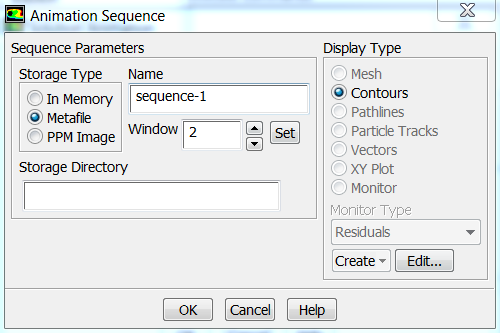 Animation Sequence
Sequence Parameters
Storage Type
In Memory
Metafile
PPM Image
Name
sequence-1
Window 2 Set
Storage Directory
Display Type
Mesh
Contours
Pathlines
Particle Tracks
Vectors
XY Plot
Monitor
Monitor Type
Residuals
Create Edit...
OK Cancel Help